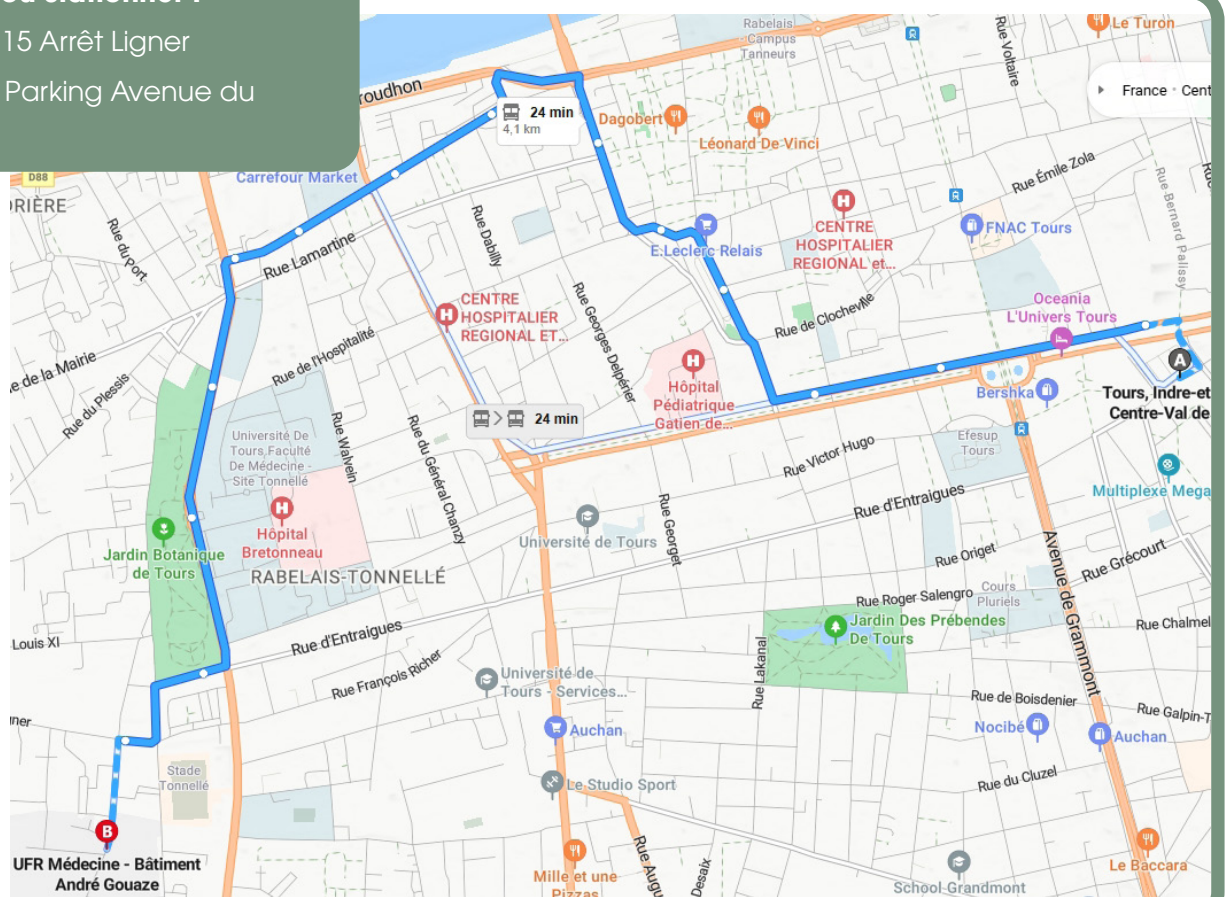 15 Arrêt Ligner
Parking Avenue du
Rabelais
- Campus
Tanneurs
Rue Voltaire
Le Turon
France · Cent
24 min
4,1 km
Dagobert
Léonard De Vinci
D88
Carrefour Market
Rue du port
Rue Lamartine
Rue Dabilly
E.Leclerc Relais
CENTRE
HOSPITALIER
REGIONAL et...
Rue Émile Zola
FNAC Tours
Rue Bernard Palissy
CENTRE
HOSPITALIER
REGIONAL ET...
Rue Georges Delpérier
Rue de Clocheville
Oceania
L'Univers Tours
e de la Mairie
Rue du Plessis
Rue de l'Hospitalité
Hôpital
Pédiatrique
Gatien de...
A
Tours, Indre-et
Centre-Val de
Bershka
24 min
Université De
Tours Faculté
De Médecine -
Site Tonnellé
Rue Walvein
Rue du Général Chanzy
Rue Victor Hugo
Efesup
Tours
Multiplexe Mega
Rue d'Entraigues
Hôpital
Bretonneau
Jardin Botanique
de Tours
Université de Tours
Rue Georget
RABELAIS-TONNELLÉ
Rue Origet
Avenue de Grammont
Rue Grécourt
Rue Roger Salengro
Cours
Pluriels
Louis XI
Rue d'Entraigues
Jardin Des Prébendes
De Tours
Rue Chalmel
Rue François Richer
Université de
Tours - Services...
Rue Lakanal
Rue de Boisdenier
Rue Galpin-T
Auchan
Nocibé
Auchan
Stade
Tonnellé
Le Studio Sport
Rue du Cluzel
B
UFR Médecine - Bâtiment
André Gouaze
Mille et une
Pizzas
Rue Augu
Desaix
School Grandmont
Le Baccara